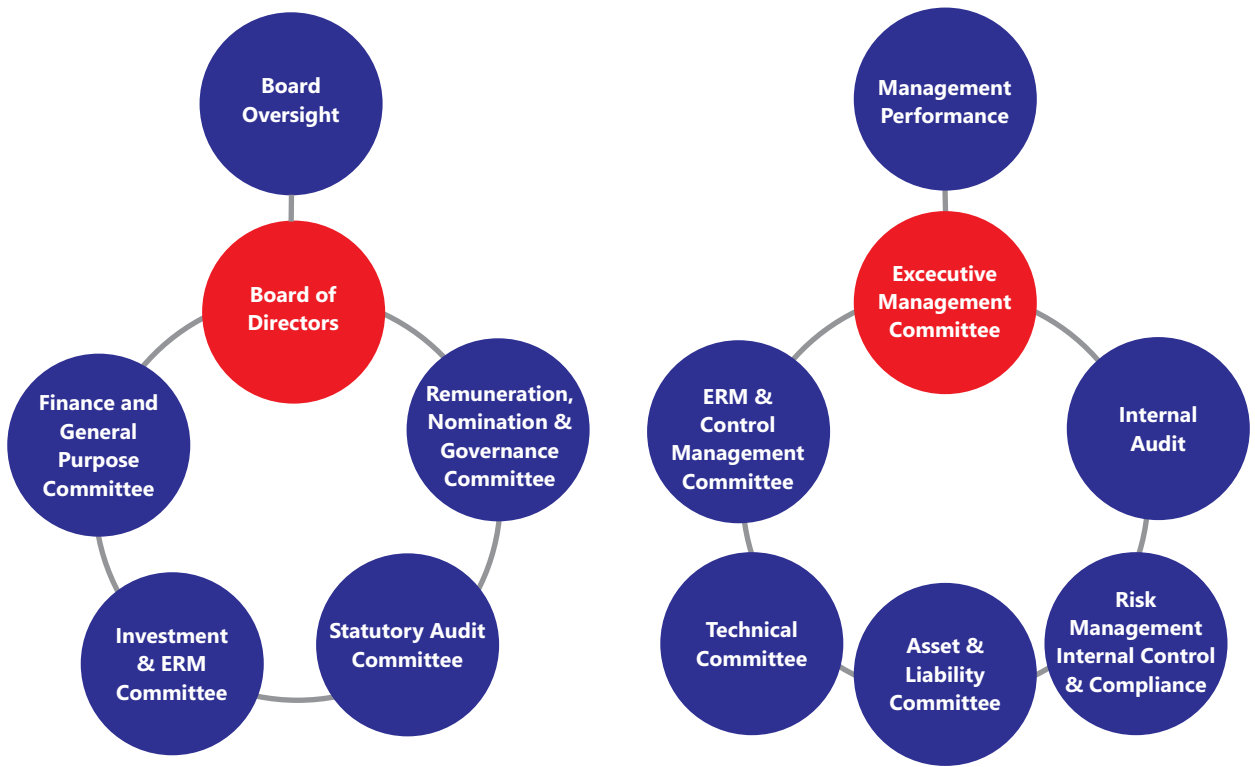 Board
Oversight
Board of
Directors
Finance and
General
Purpose
Committee
Remuneration,
Nomination &
Governance
Committee
Investment
& ERM
Committee
Statutory Audit
Committee
Management
Performance
Excecutive
Management
Committee
ERM &
Control
Management
Committee
Internal
Audit
Technical
Committee
Asset &
Liability
Committee
Risk
Management
Internal Control
& Compliance